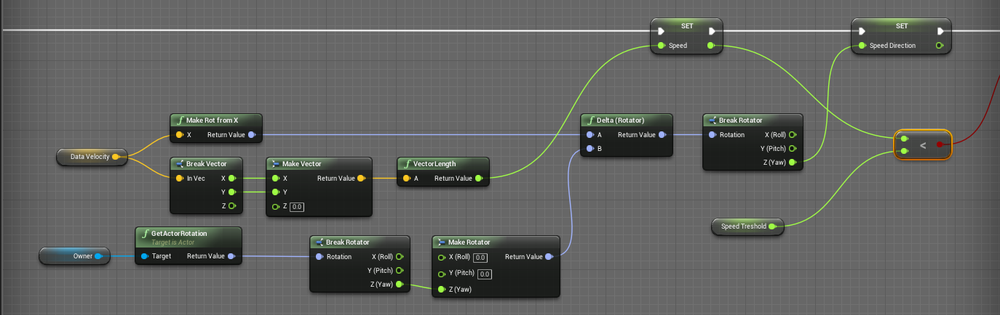 SET
Speed
SET
Speed Direction
Make Rot from X
X Return Value
Data Velocity
Break Vector
In Vec X
Y
Z
Make Vector
X Return Value
Y
Z 0.0
VectorLength
A Return Value
Delta (Rotator)
A Return Value
B
Break Rotator
Rotation X (Roll)
Y (Pitch)
Z (Yaw)
<
Speed Treshold
GetActorRotation
Target is Actor
Target Return Value
Owner
Break Rotator
Rotation X (Roll)
Y (Pitch)
Z (Yaw)
Make Rotator
X (Roll) 0.0 Return Value
Y (Pitch) 0.0
Z (Yaw)